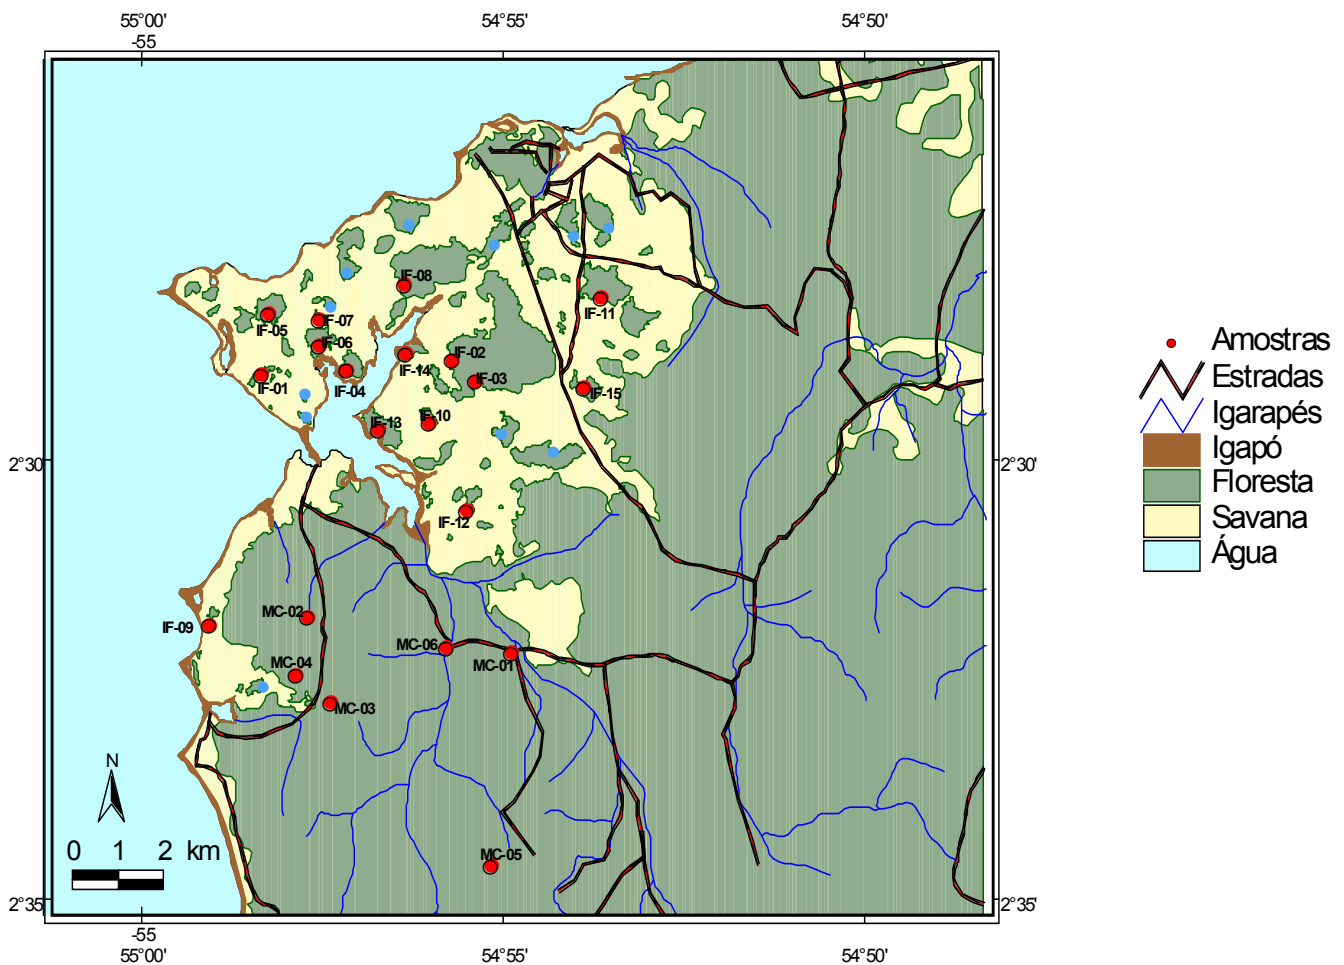 55°00' 54°55' 54°50'
-55
IF-08
IF-05 IF-07 IF-11
IF-06
IF-14 IF-02
IF-01 IF-04 IF-03 IF-15
IF-13 IF-10
2°30 2°30'
IF-12
MC-02
IF-09
MC-06 MC-01
MC-04
MC-03
N
0 1 2 km
MC-05
2°35 2°35'
-55
55°00' 54°55' 54°50'
Amostras
Estradas
Igarapés
Igapó
Floresta
Savana
Água